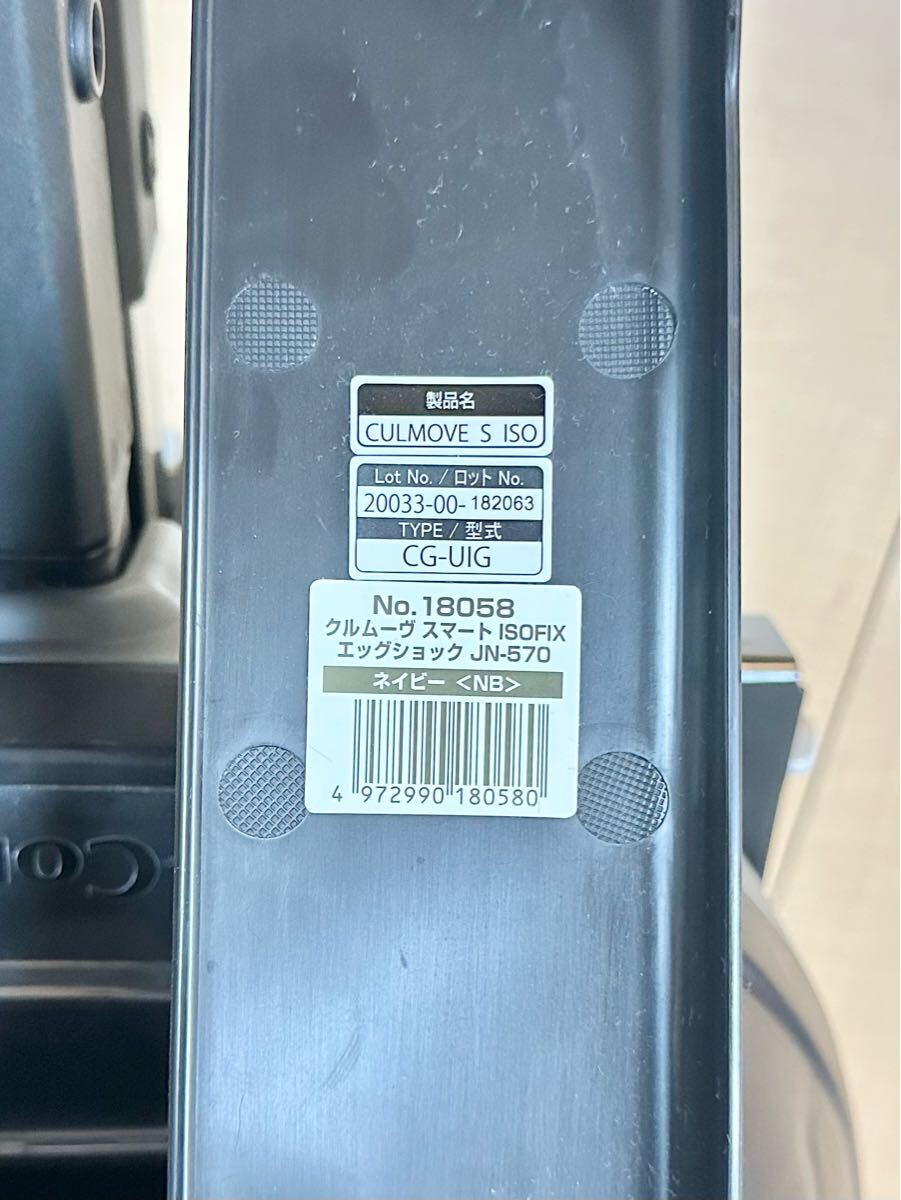 製品名
CULMOVE S ISO
Lot No. / ロット No.
20033-00-182063
TYPE / 型式
CG-UIG
No.18058
クルムーヴ スマート ISOFIX
エッグショック JN-570
ネイビー <NB>
4 972990 180580